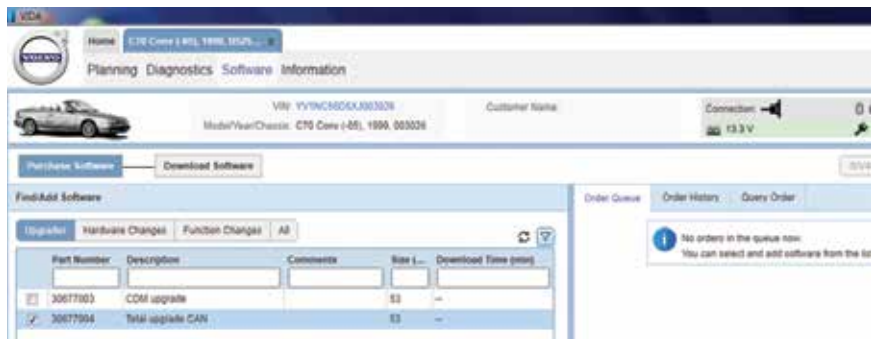 VIDA
Home C70 Conv (-05), 1999,
VOLVO
Planning Diagnostics Software Information
VIN:
Customer Name:
Connection:
Model/Year/Chassis: C70 Conv (-05), 1999, 003026
13.3 V
Purchase Software Download Software
Find/Add Software
Order Queue Order History Query Order
Upgrades Hardware Changes Function Changes All
No orders in the queue now.
You can select and add software from the
Part Number Description Comments Size (... Download Time (min)
30677003 CDM upgrade 53 --
30677004 Total upgrade CAN 53 --